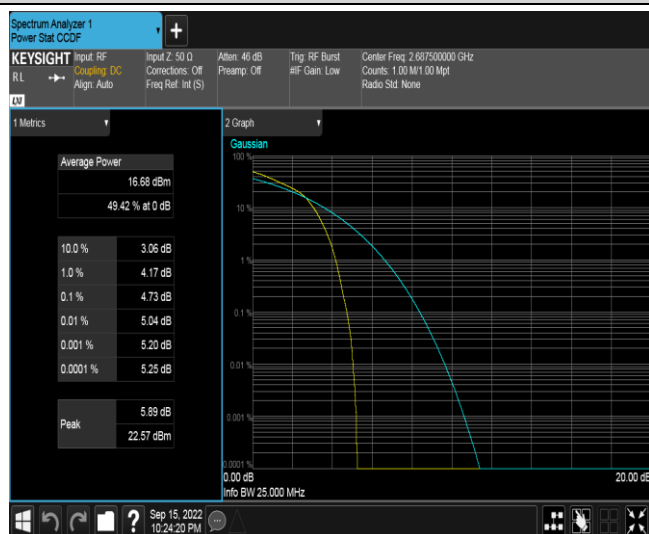 Spectrum Analyzer 1
Power Stat CCDF
+
KEYSIGHT
Input: RF
Coupling: DC
Align: Auto
RL
LXI
Input Z: 50 Ω
Corrections: Off
Freq Ref: Int (S)
Atten: 46 dB
Preamp: Off
Trig: RF Burst
#IF Gain: Low
Center Freq: 2.687500000 GHz
Counts: 1.00 M/1.00 Mpt
Radio Std: None
1 Metrics
Average Power
16.68 dBm
49.42 % at 0 dB
10.0 % 3.06 dB
1.0 % 4.17 dB
0.1 % 4.73 dB
0.01 % 5.04 dB
0.001 % 5.20 dB
0.0001 % 5.25 dB
Peak
5.89 dB
22.57 dBm
2 Graph
Gaussian
100 %
10 %
1 %
0.1 %
0.01 %
0.001 %
0.0001 %
0.00 dB
20.00 dB
Info BW 25.000 MHz
?
Sep 15, 2022
10:24:20 PM